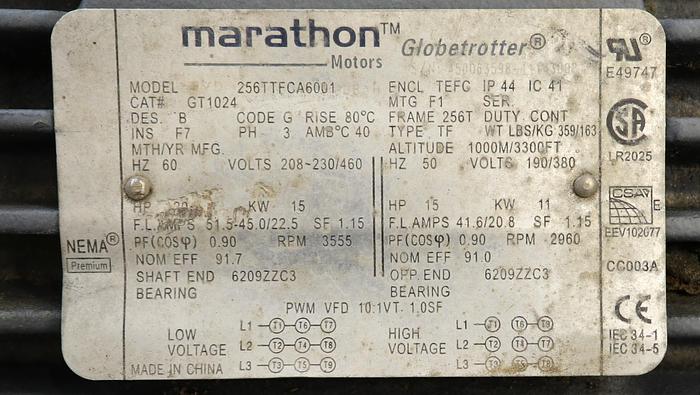 marathon™
Motors
Globetrotter®
E49747
MODEL 256TTFCA6001 ENCL TEFC IP 44 IC 41
CAT# GT1024 MTG F1 SER.
DES. B CODE G RISE 80°C FRAME 256T DUTY CONT
INS F7 PH 3 AMB°C 40 TYPE TF WT LBS/KG 359/163
MTH/YR MFG. ALTITUDE 1000M/3300FT
LR2025
HZ 60 VOLTS 208-230/460 HZ 50 VOLTS 190/380
HP KW 15 HP 15 KW 11
F.L.AMPS 51.5-45.0/22.5 SF 1.15 F.L.AMPS 41.6/20.8 SF 1.15
EEV102077
NEMA®
Premium
PF(COSφ) 0.90 RPM 3555 PF(COSφ) 0.90 RPM 2960
NOM EFF 91.7 NOM EFF 91.0
CC003A
SHAFT END 6209ZZC3 OPP END 6209ZZC3
BEARING BEARING
PWM VFD 10:1VT 1.0SF
CE
LOW VOLTAGE
L1 T1 T6 T7
L2 T2 T4 T8
L3 T3 T5 T9
HIGH VOLTAGE
L1 T1 T6 T9
L2 T2 T4 T7
L3 T3 T5 T8
IEC 34-1
IEC 34-5
MADE IN CHINA